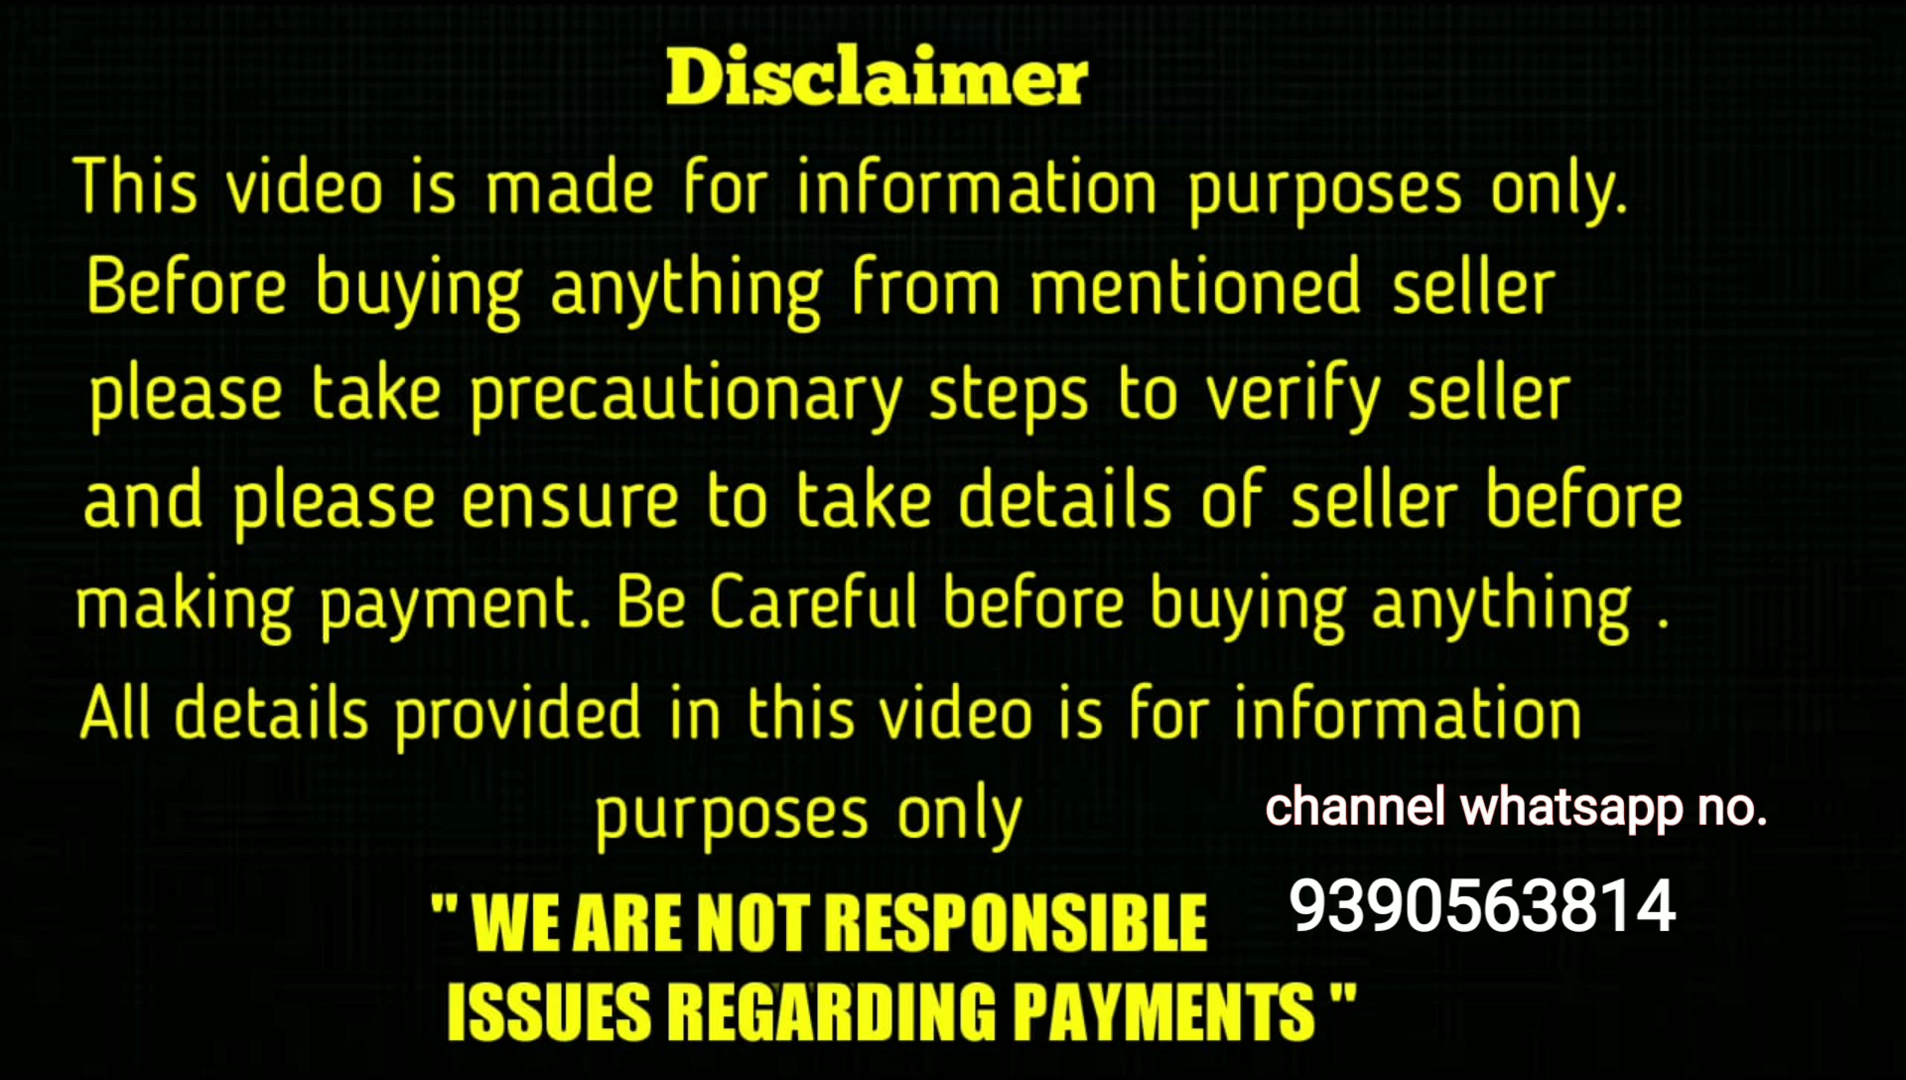 Disclaimer
This video is made for information purposes only.
Before buying anything from mentioned seller
please take precautionary steps to verify seller
and please ensure to take details of seller before
making payment. Be Careful before buying anything .
All details provided in this video is for information
purposes only
channel whatsapp no.
9390563814
" WE ARE NOT RESPONSIBLE
ISSUES REGARDING PAYMENTS "